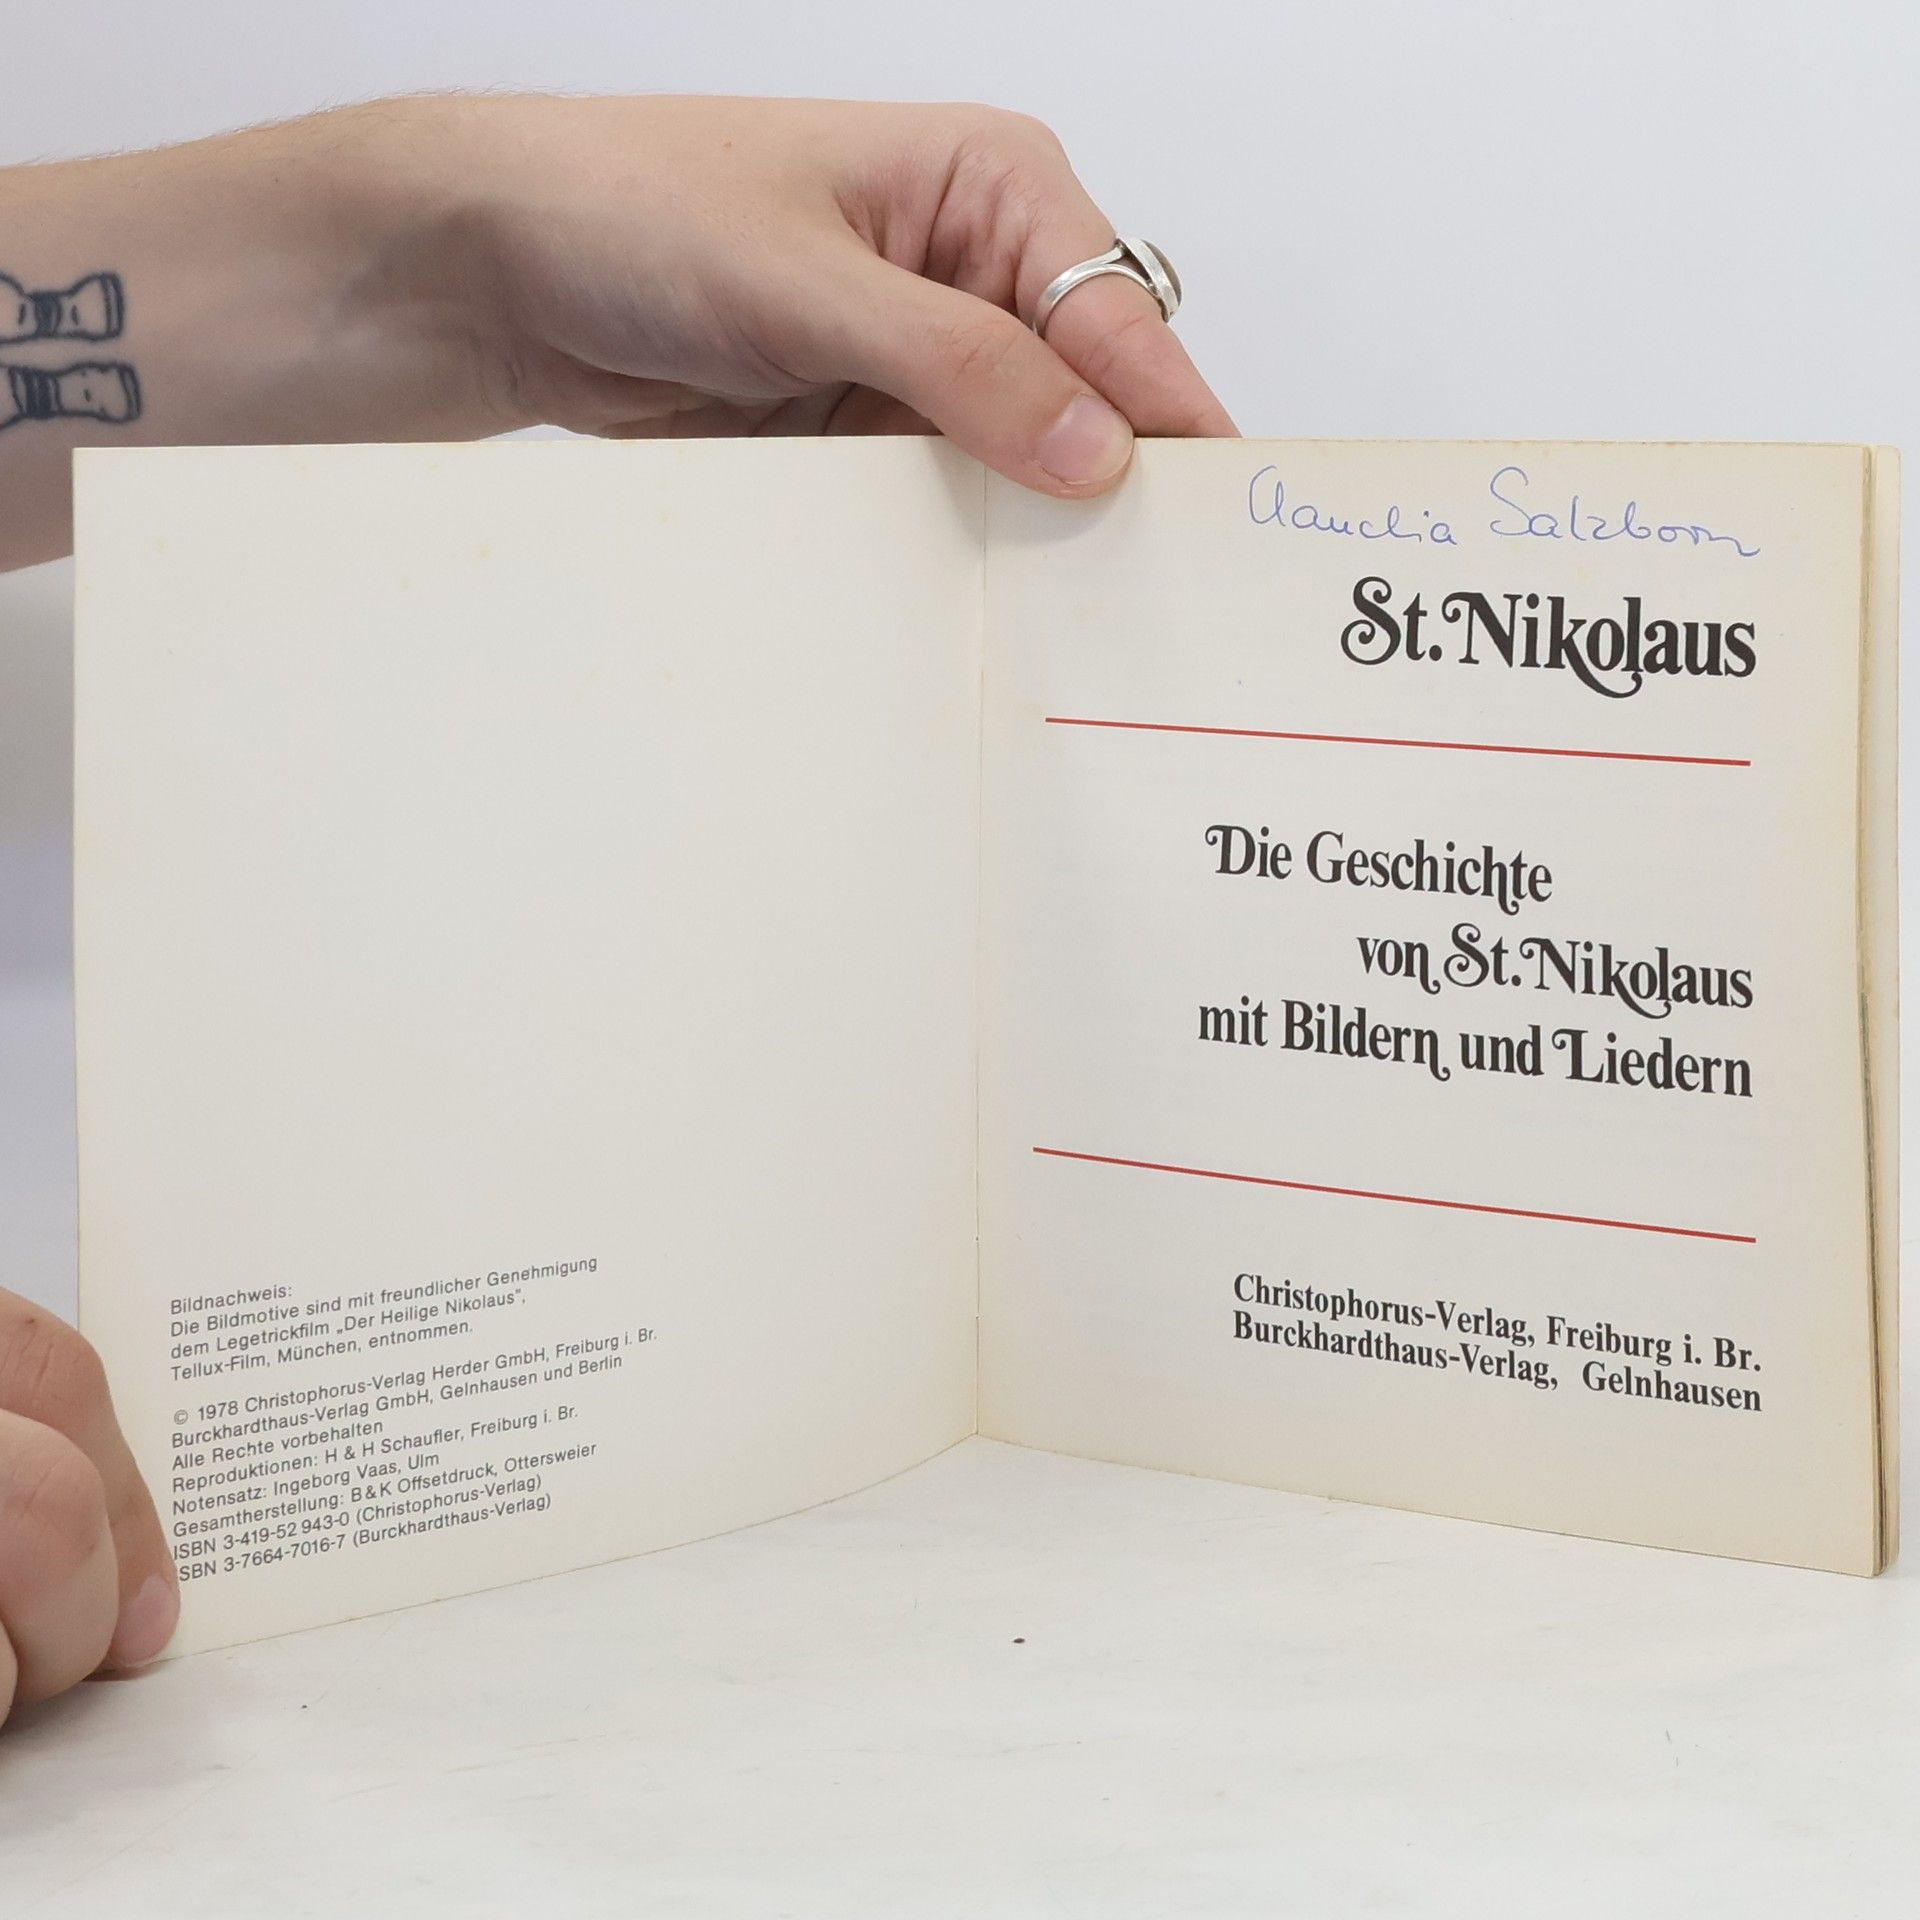 Bildnachweis:
Die Bildmotive sind mit freundlicher Genehmigung
dem Legetrickfilm „Der Heilige Nikolaus",
Tellux-Film, München, entnommen.
© 1978 Christophorus-Verlag Herder GmbH, Freiburg i. Br.
Burckhardthaus-Verlag GmbH, Gelnhausen und Berlin
Alle Rechte vorbehalten
Reproduktionen: H & H Schaufler, Freiburg i. Br.
Notensatz: Ingeborg Vaas, Ulm
Gesamtherstellung: B & K Offsetdruck, Ottersweier
ISBN 3-419-52 943-0 (Christophorus-Verlag)
ISBN 3-7664-7016-7 (Burckhardthaus-Verlag)
Claudia Salzborn
St. Nikolaus
Die Geschichte
von St. Nikolaus
mit Bildern und Liedern
Christophorus-Verlag, Freiburg i. Br.
Burckhardthaus-Verlag, Gelnhausen